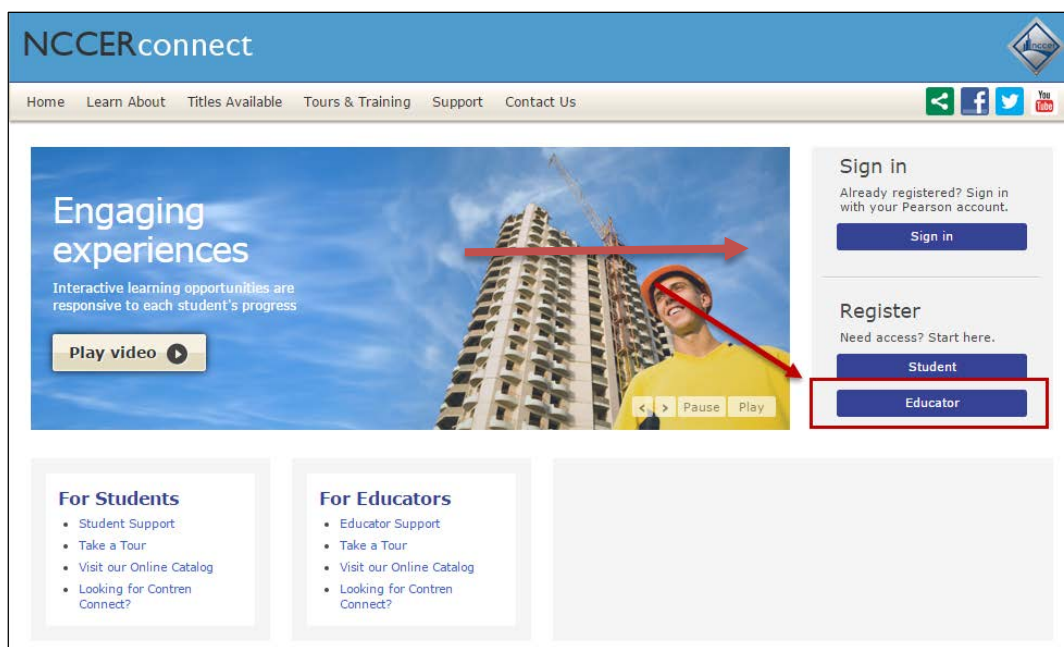 NCCERconnect
nccer
Home Learn About Titles Available Tours & Training Support Contact Us
You
Tube
Engaging
experiences
Interactive learning opportunities are
responsive to each student's progress
Play video
< > Pause Play
Sign in
Already registered? Sign in
with your Pearson account.
Sign in
Register
Need access? Start here.
Student
Educator
For Students
• Student Support
• Take a Tour
• Visit our Online Catalog
• Looking for Contren
Connect?
For Educators
• Educator Support
• Take a Tour
• Visit our Online Catalog
• Looking for Contren
Connect?